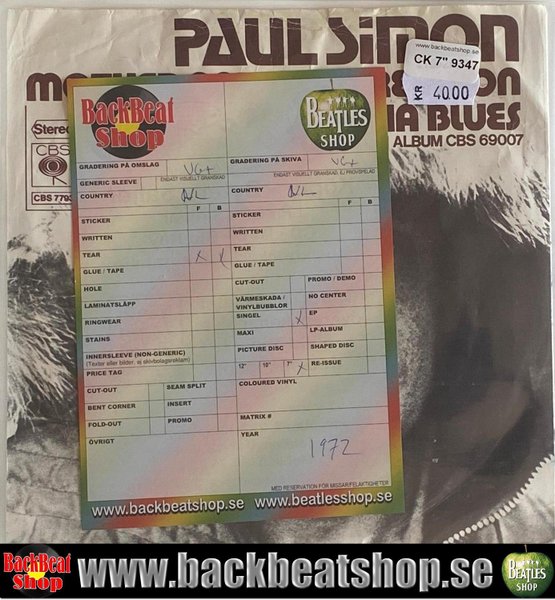 PAUL SIMON
www.backbeatshop.se
CK 7" 9347
KR 40.00
BLUES
ALBUM CBS 69007
Stereo
CBS
BackBeat
Shop
BEATLES
SHOP
GRADERING PÅ OMSLAG VG+
GRADERING PÅ SKIVA VG+
ENDAST VISUELLT GRANSKAD
ENDAST VISUELLT GRANSKAD, EJ PROVSPELAD
GENERIC SLEEVE
COUNTRY NL
COUNTRY NL
F B
F B
STICKER
STICKER
WRITTEN
WRITTEN
TEAR X X
TEAR
GLUE / TAPE
GLUE / TAPE
HOLE
CUT-OUT
PROMO / DEMO
LAMINATSLÄPP
VÄRMESKADA /
VINYLBUBBLOR
NO CENTER
RINGWEAR
SINGEL X
EP
STAINS
MAXI
LP-ALBUM
INNERSLEEVE (NON-GENERIC)
(Texter eller bilder, ej skivbolagsreklam)
PICTURE DISC
SHAPED DISC
PRICE TAG
12" 10" 7" X
RE-ISSUE
CUT-OUT
SEAM SPLIT
COLOURED VINYL
BENT CORNER
INSERT
FOLD-OUT
PROMO
MATRIX #
ÖVRIGT
YEAR
1972
MED RESERVATION FÖR MISSAR/FELAKTIGHETER
www.backbeatshop.se www.beatlesshop.se
BackBeat
Shop
www.backbeatshop.se
BEATLES
SHOP